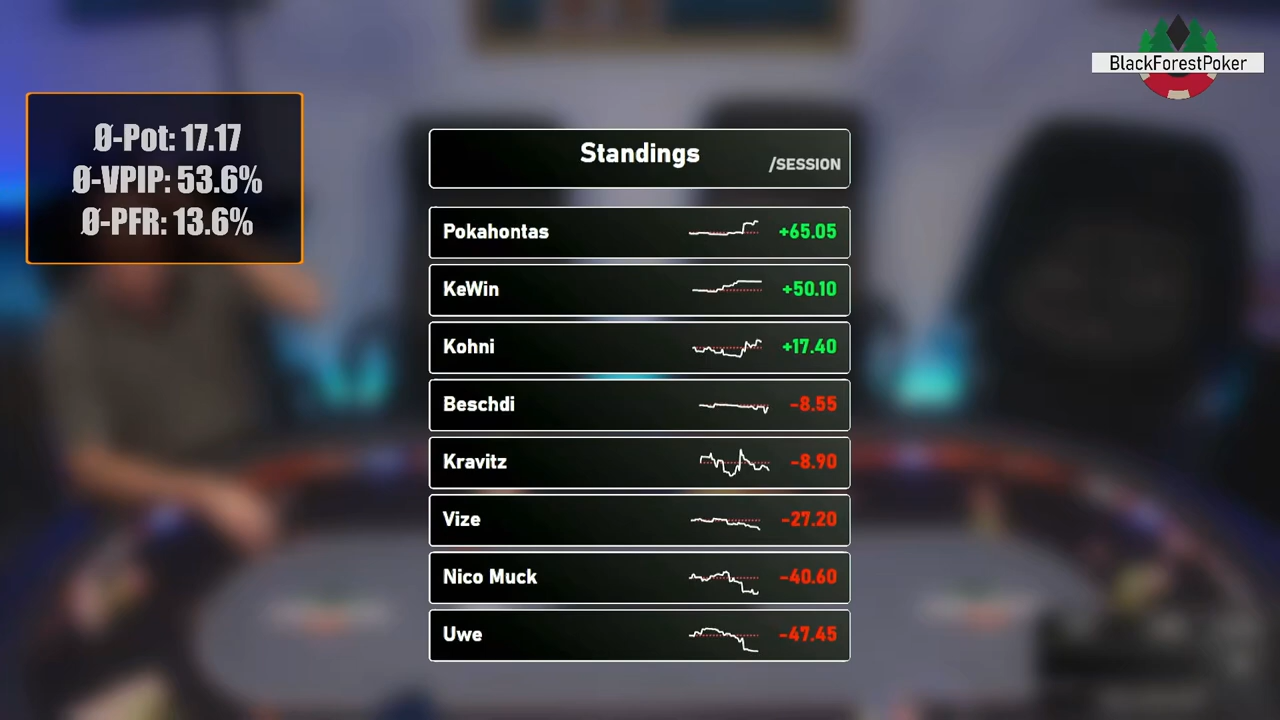 BlackForestPoker
Ø-Pot: 17.17
Ø-VPIP: 53.6%
Ø-PFR: 13.6%
Standings
/SESSION
Pokahontas +65.05
KeWin +50.10
Kohni +17.40
Beschdi -8.55
Kravitz -8.90
Vize -27.20
Nico Muck -40.60
Uwe -47.45